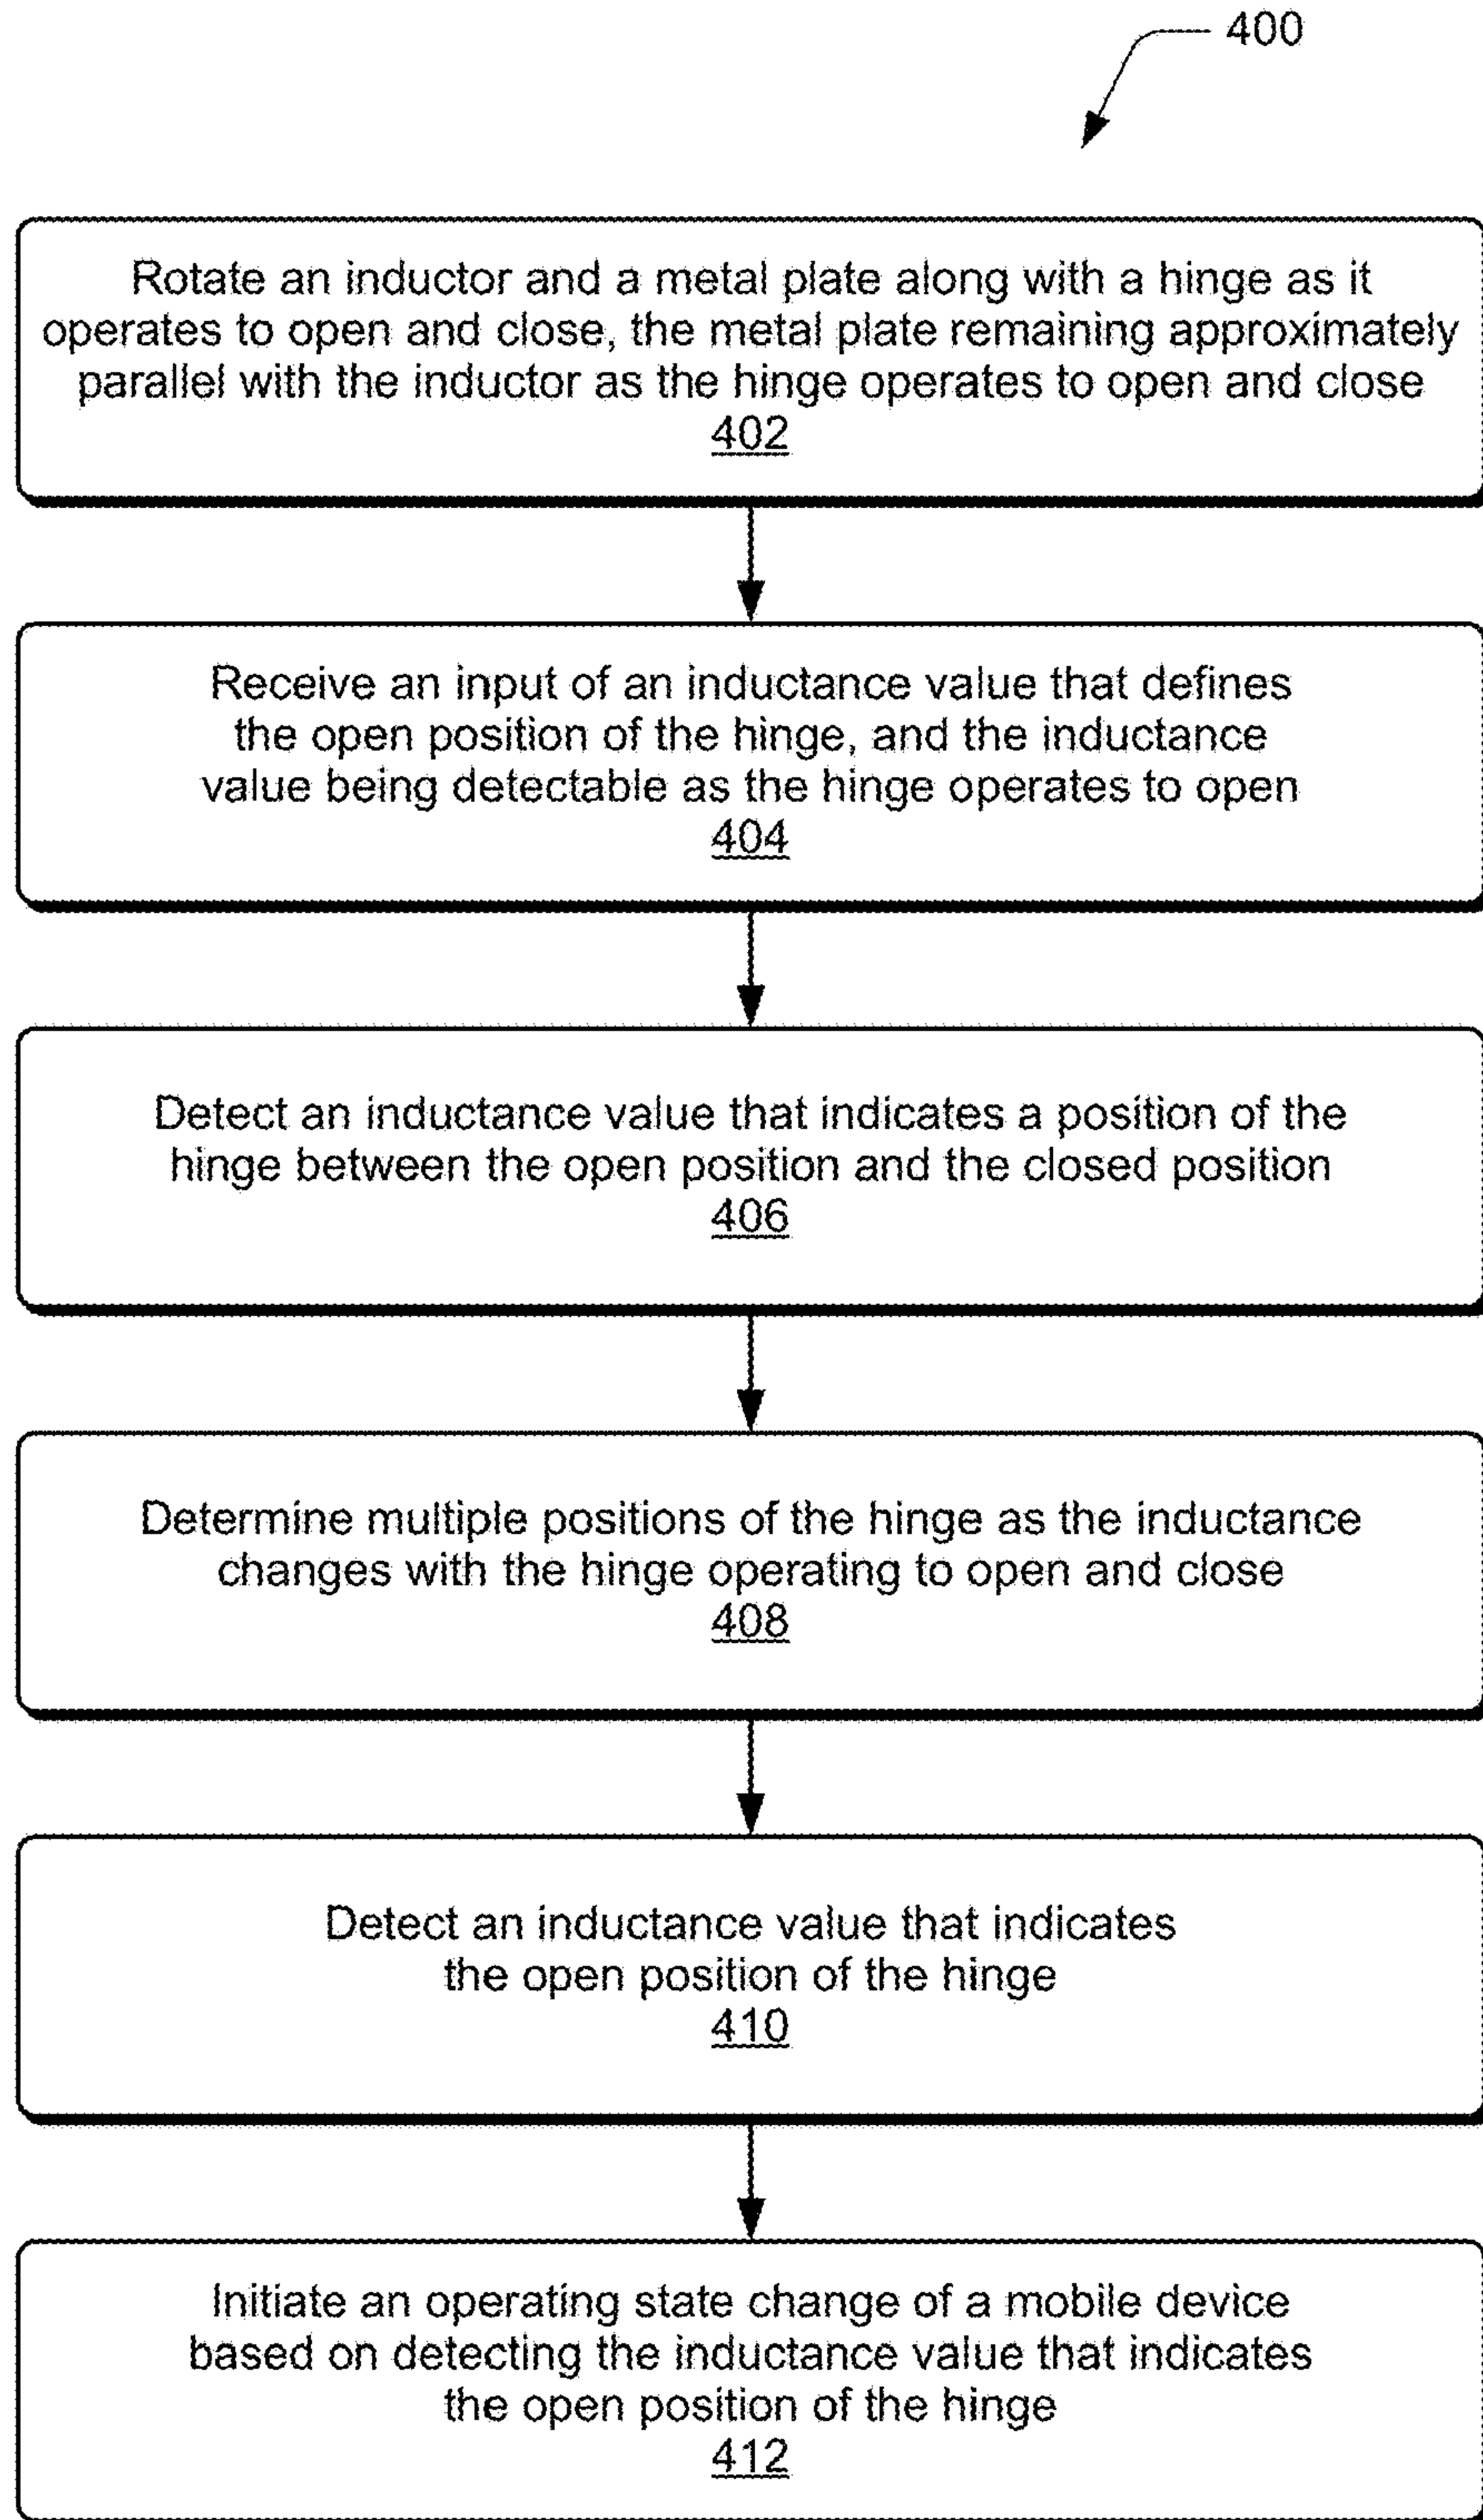 400
Rotate an inductor and a metal plate along with a hinge as it
operates to open and close, the metal plate remaining approximately
parallel with the inductor as the hinge operates to open and close
402
Receive an input of an inductance value that defines
the open position of the hinge, and the inductance
value being detectable as the hinge operates to open
404
Detect an inductance value that indicates a position of the
hinge between the open position and the closed position
406
Determine multiple positions of the hinge as the inductance
changes with the hinge operating to open and close
408
Detect an inductance value that indicates
the open position of the hinge
410
Initiate an operating state change of a mobile device
based on detecting the inductance value that indicates
the open position of the hinge
412